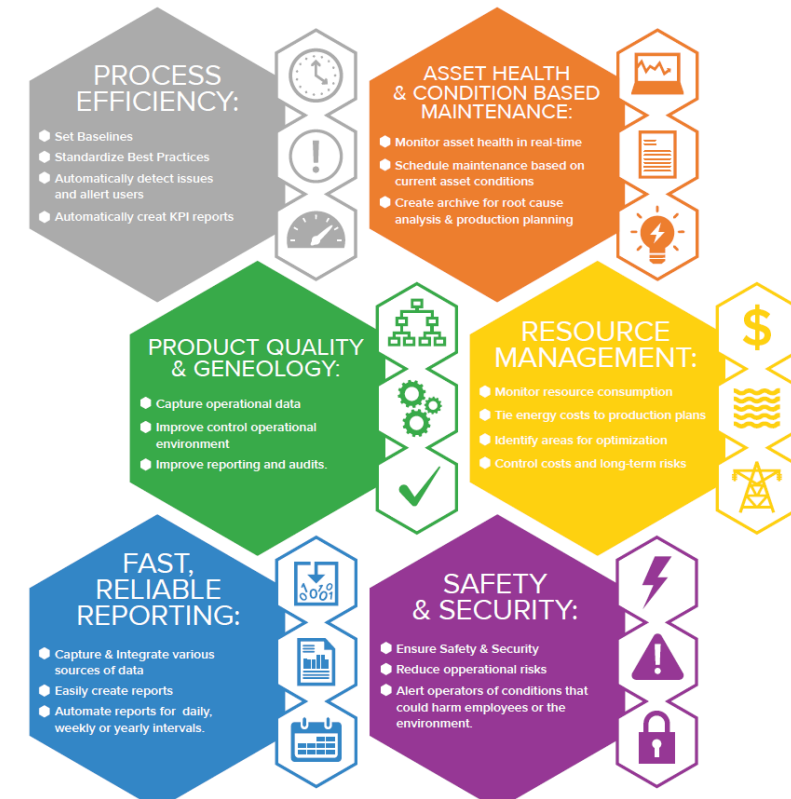 PROCESS
EFFICIENCY:
Set Baselines
Standardize Best Practices
Automatically detect issues
and allert users
Automatically creat KPI reports
ASSET HEALTH
& CONDITION BASED
MAINTENANCE:
Monitor asset health in real-time
Schedule maintenance based on
current asset conditions
Create archive for root cause
analysis & production planning
PRODUCT QUALITY
& GENEOLOGY:
Capture operational data
Improve control operational
environment
Improve reporting and audits.
RESOURCE
MANAGEMENT:
Monitor resource consumption
Tie energy costs to production plans
Identify areas for optimization
Control costs and long-term risks
FAST,
RELIABLE
REPORTING:
Capture & Integrate various
sources of data
Easily create reports
Automate reports for daily,
weekly or yearly intervals.
SAFETY
& SECURITY:
Ensure Safety & Security
Reduce opperational risks
Alert operators of conditions that
could harm employees or the
environment.